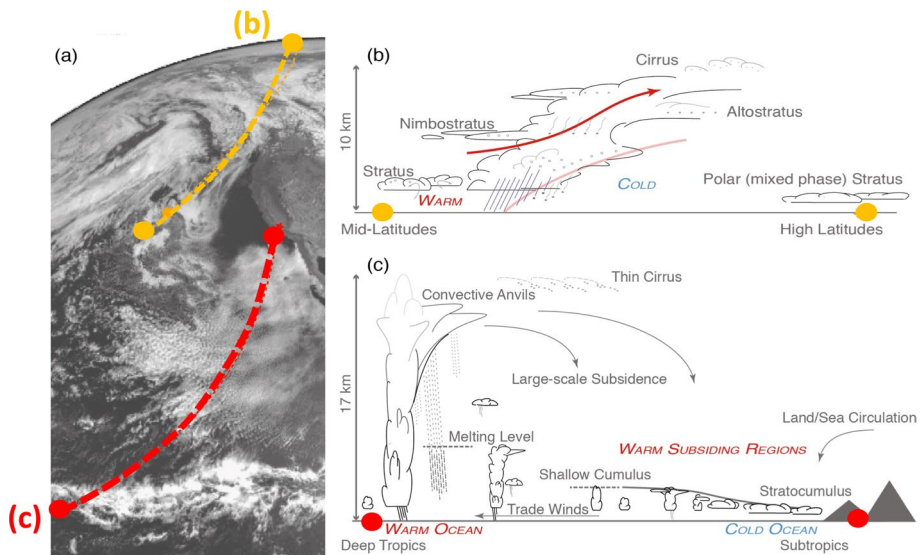 (b)
(a)
(c)
(b)
10 km
Cirrus
Altostratus
Nimbostratus
Stratus
WARM
COLD
Polar (mixed phase) Stratus
Mid-Latitudes
High Latitudes
(c)
17 km
Thin Cirrus
Convective Anvils
Large-scale Subsidence
Land/Sea Circulation
Melting Level
WARM SUBSIDING REGIONS
Shallow Cumulus
Stratocumulus
Trade Winds
WARM OCEAN
COLD OCEAN
Deep Tropics
Subtropics